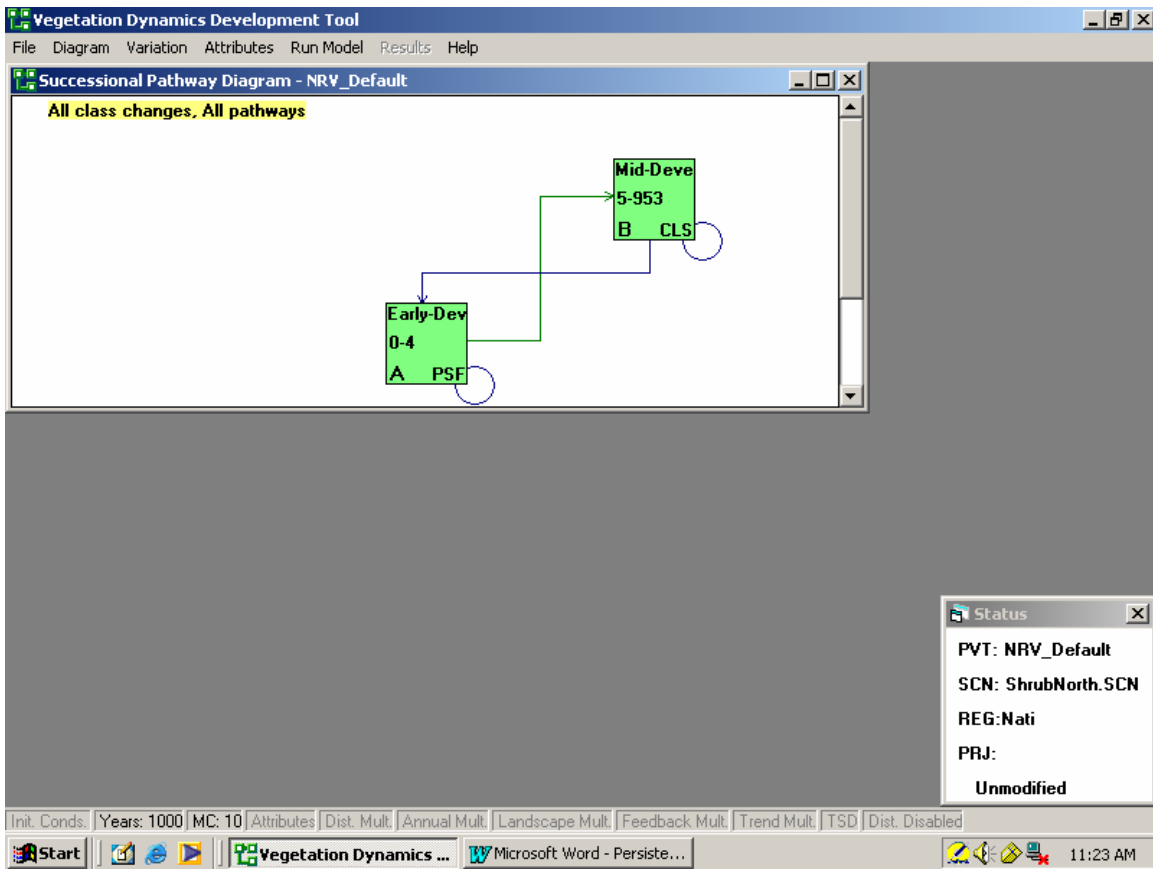 Vegetation Dynamics Development Tool
File Diagram Variation Attributes Run Model Results Help
Successional Pathway Diagram - NRV_Default
All class changes, All pathways
Mid-Deve
5-953
B CLS
Early-Dev
0-4
A PSF
Status
PVT: NRV_Default
SCN: ShrubNorth.SCN
REG:Nati
PRJ:
Unmodified
Init. Conds. Years: 1000 MC: 10 Attributes Dist. Mult. Annual Mult. Landscape Mult. Feedback Mult. Trend Mult. TSD Dist. Disabled
Start Vegetation Dynamics ... Microsoft Word - Persiste... 11:23 AM